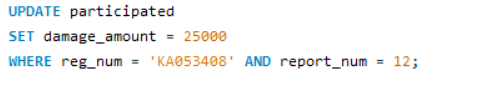 UPDATE participated
SET damage_amount = 25000
WHERE reg_num = 'KA053408' AND report_num = 12;